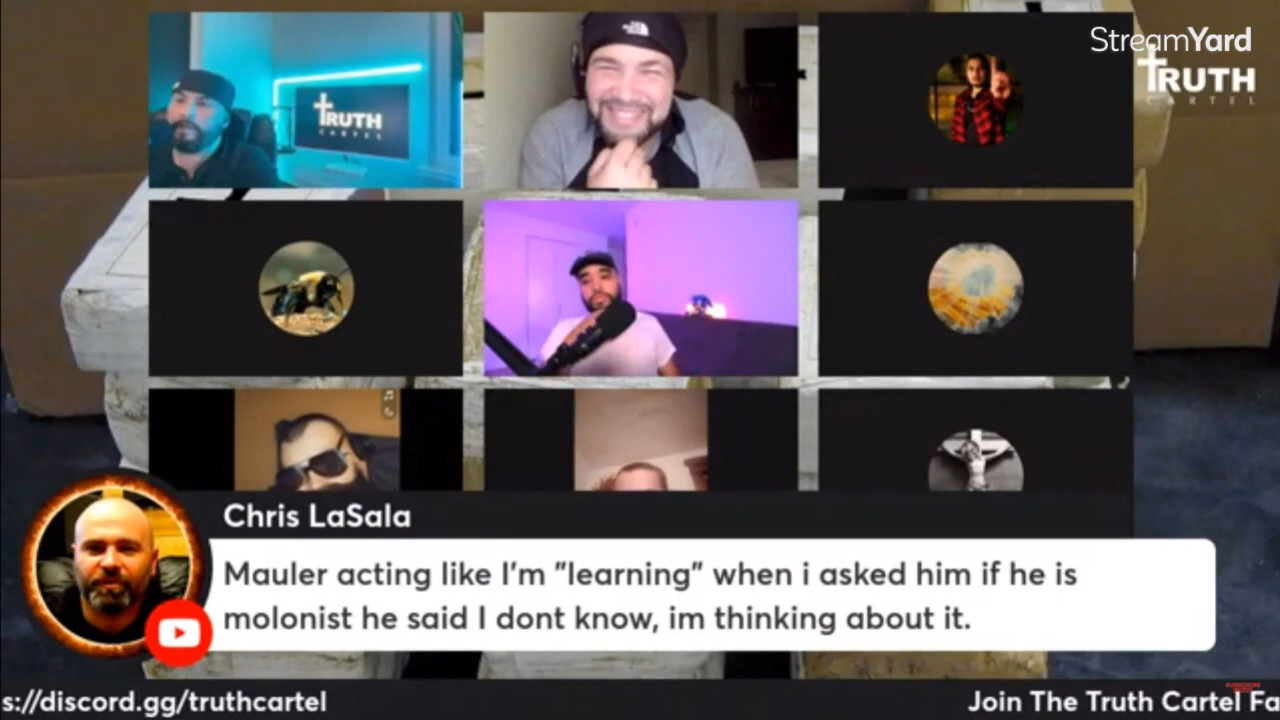 StreamYard
TRUTH
CARTEL
TRUTH
CARTEL
Chris LaSala
Mauler acting like I'm "learning" when i asked him if he is
molonist he said I dont know, im thinking about it.
s://discord.gg/truthcartel
Join The Truth Cartel Fa